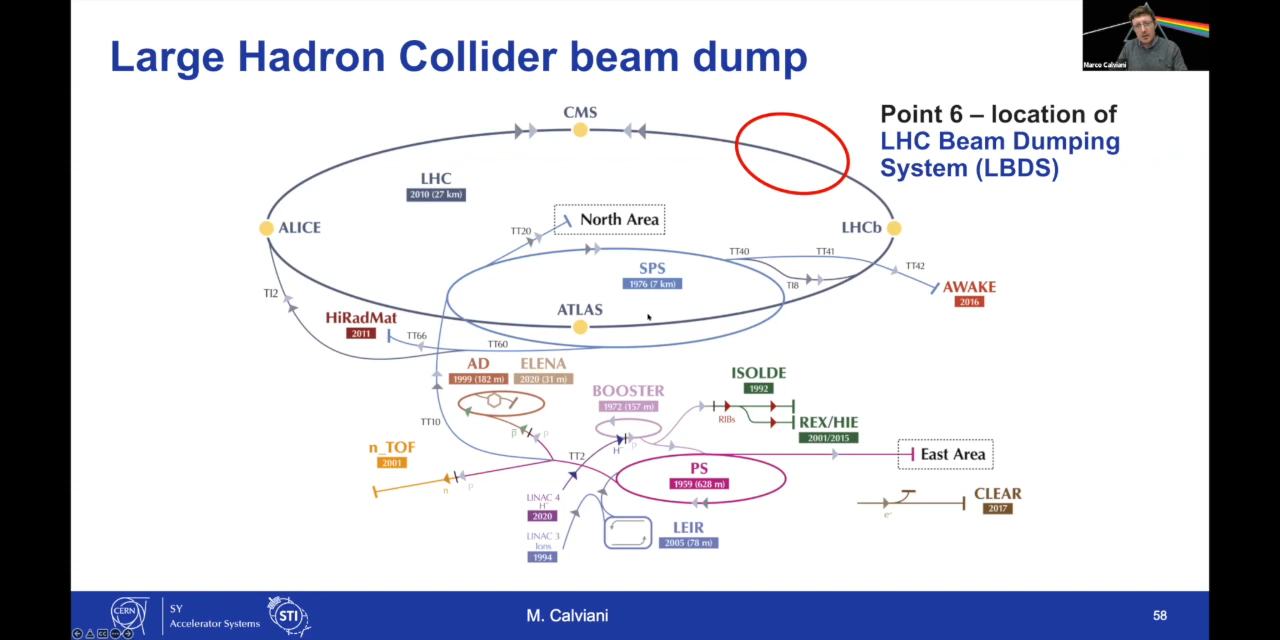 Large Hadron Collider beam dump
Marco Calviani
Point 6 – location of
LHC Beam Dumping
System (LBDS)
CMS
LHC
2010 (27 km)
ALICE
North Area
LHCb
TT20
TT40
TT41
TT42
SPS
1976 (7 km)
TI8
AWAKE
2016
TI2
ATLAS
HiRadMat
2011
TT66
TT60
AD
1999 (182 m)
ELENA
2020 (31 m)
ISOLDE
1992
BOOSTER
1972 (157 m)
RIBs
REX/HIE
2001/2015
TT10
p̅
p
H⁻
p
n_TOF
2001
TT2
East Area
PS
1959 (628 m)
n
p
LINAC 4
H⁻
2020
CLEAR
2017
e⁻
LINAC 3
Ions
1994
LEIR
2005 (78 m)
CERN
SY
Accelerator Systems
STI
M. Calviani
58